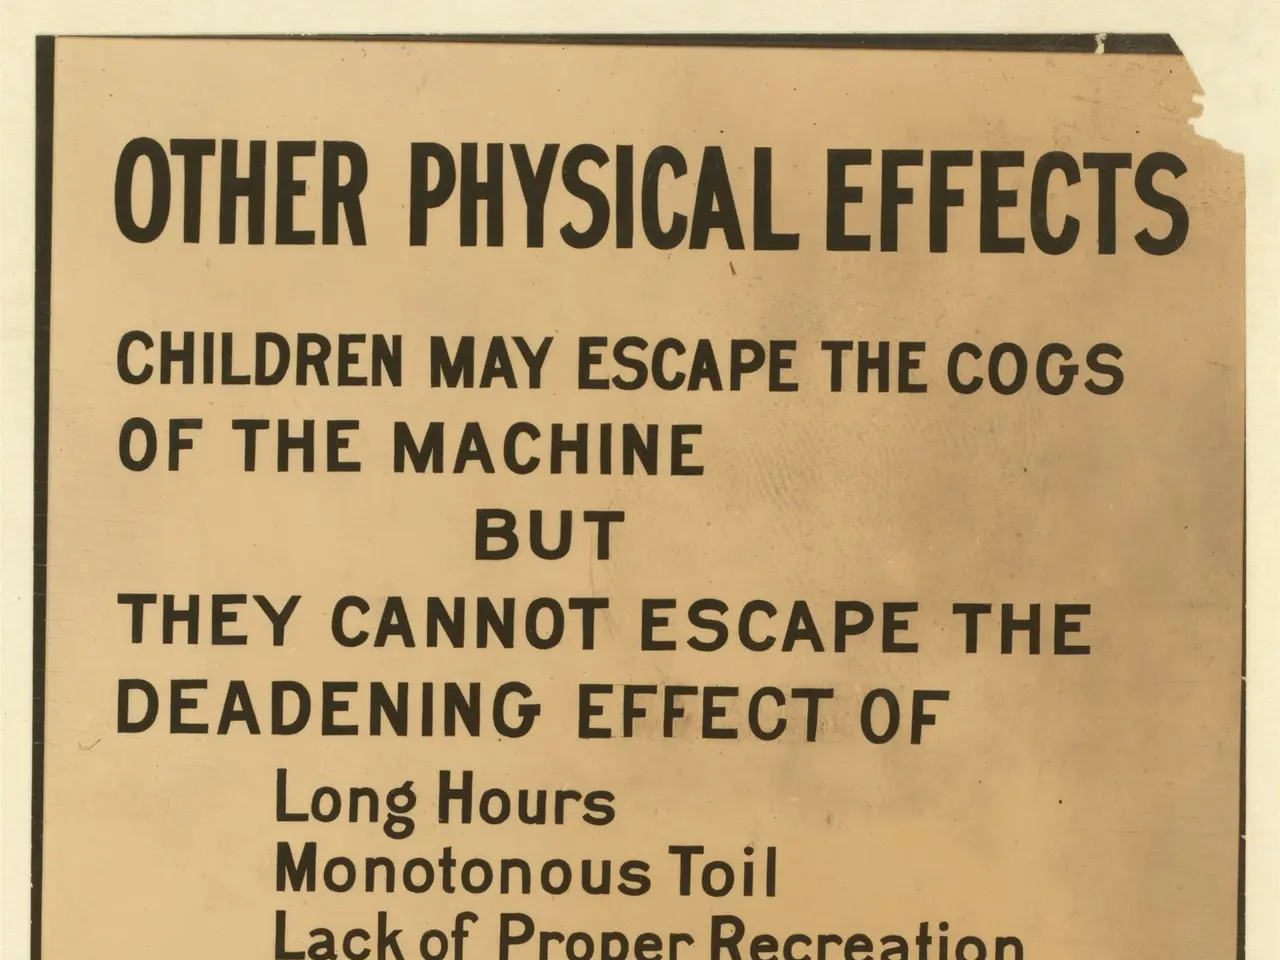 OTHER PHYSICAL EFFECTS
CHILDREN MAY ESCAPE THE COGS
OF THE MACHINE
BUT
THEY CANNOT ESCAPE THE
DEADENING EFFECT OF
Long Hours
Monotonous Toil
Lack of Proper Recreation